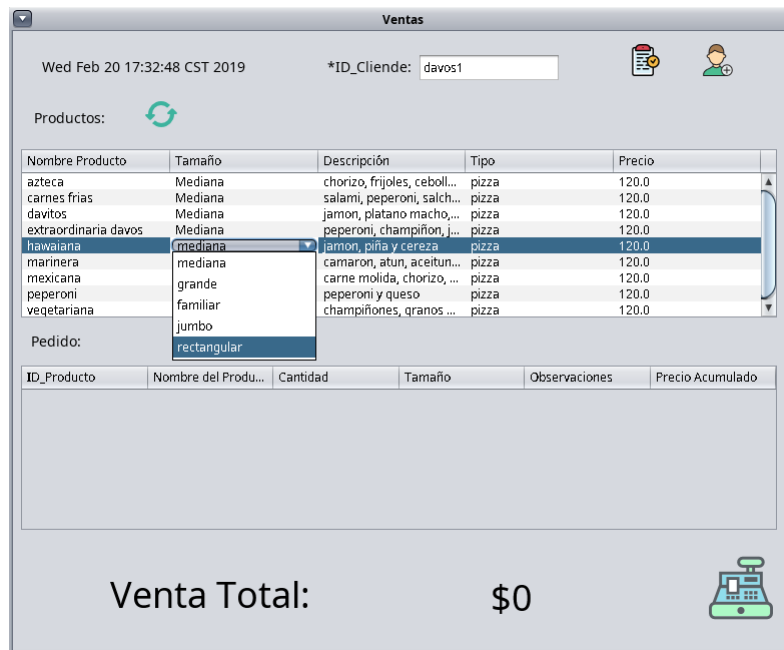 Ventas
Wed Feb 20 17:32:48 CST 2019 *ID_Cliende: davos1
Productos:
Nombre Producto Tamaño Descripción Tipo Precio
azteca Mediana chorizo, frijoles, ceboll... pizza 120.0
carnes frias Mediana salami, peperoni, salch... pizza 120.0
davitos Mediana jamon, platano macho,... pizza 120.0
extraordinaria davos Mediana peperoni, champiñon, j... pizza 120.0
hawaiana mediana jamon, piña y cereza pizza 120.0
marinera mediana camaron, atun, aceitun... pizza 120.0
mexicana grande carne molida, chorizo, ... pizza 120.0
peperoni familiar peperoni y queso pizza 120.0
vegetariana jumbo champiñones, granos ... pizza 120.0
Pedido: rectangular
ID_Producto Nombre del Produ... Cantidad Tamaño Observaciones Precio Acumulado
Venta Total: $0